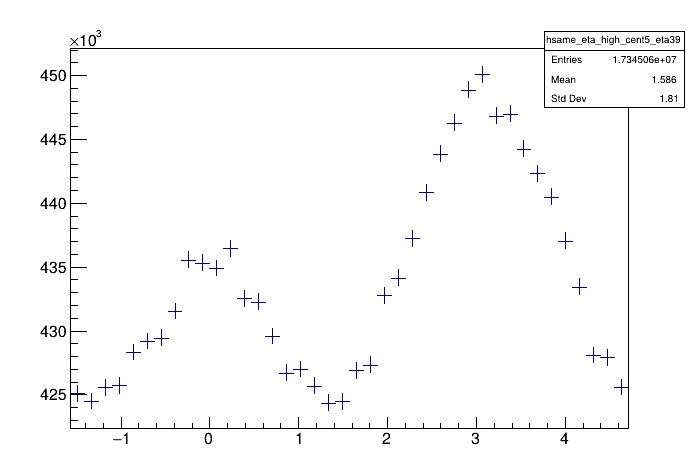 ×10³
hsame_eta_high_cent5_eta39
Entries 1.734506e+07
Mean 1.586
Std Dev 1.81
450
445
440
435
430
425
−1 0 1 2 3 4